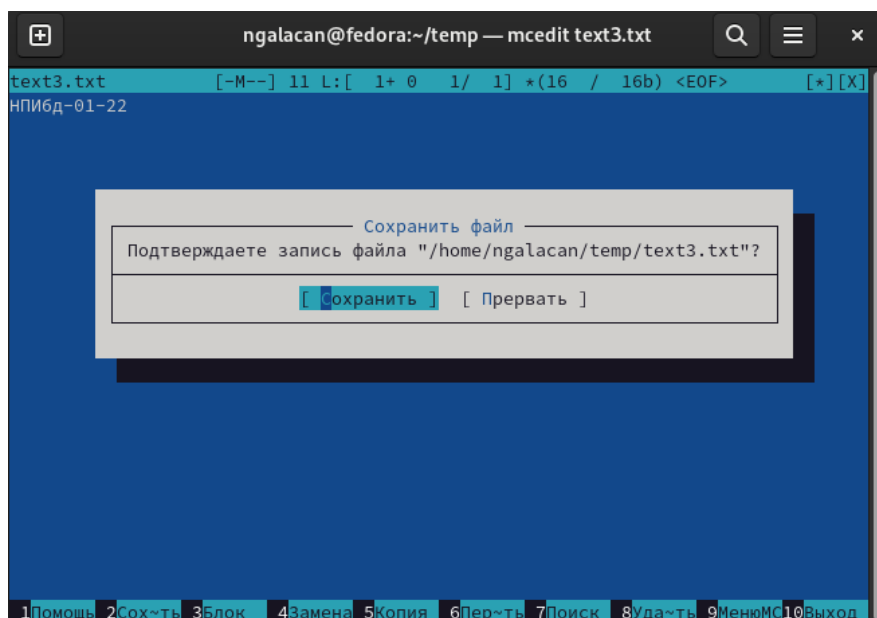 ngalacan@fedora:~/temp — mcedit text3.txt
text3.txt [-M--] 11 L:[ 1+ 0 1/ 1] *(16 / 16b) <EOF> [*][X]
НПИбд-01-22
Сохранить файл
Подтверждаете запись файла "/home/ngalacan/temp/text3.txt"?
[ Сохранить ] [ Прервать ]
1Помощь 2Сох~ть 3Блок 4Замена 5Копия 6Пер~ть 7Поиск 8Уда~ть 9МенюMC10Выход